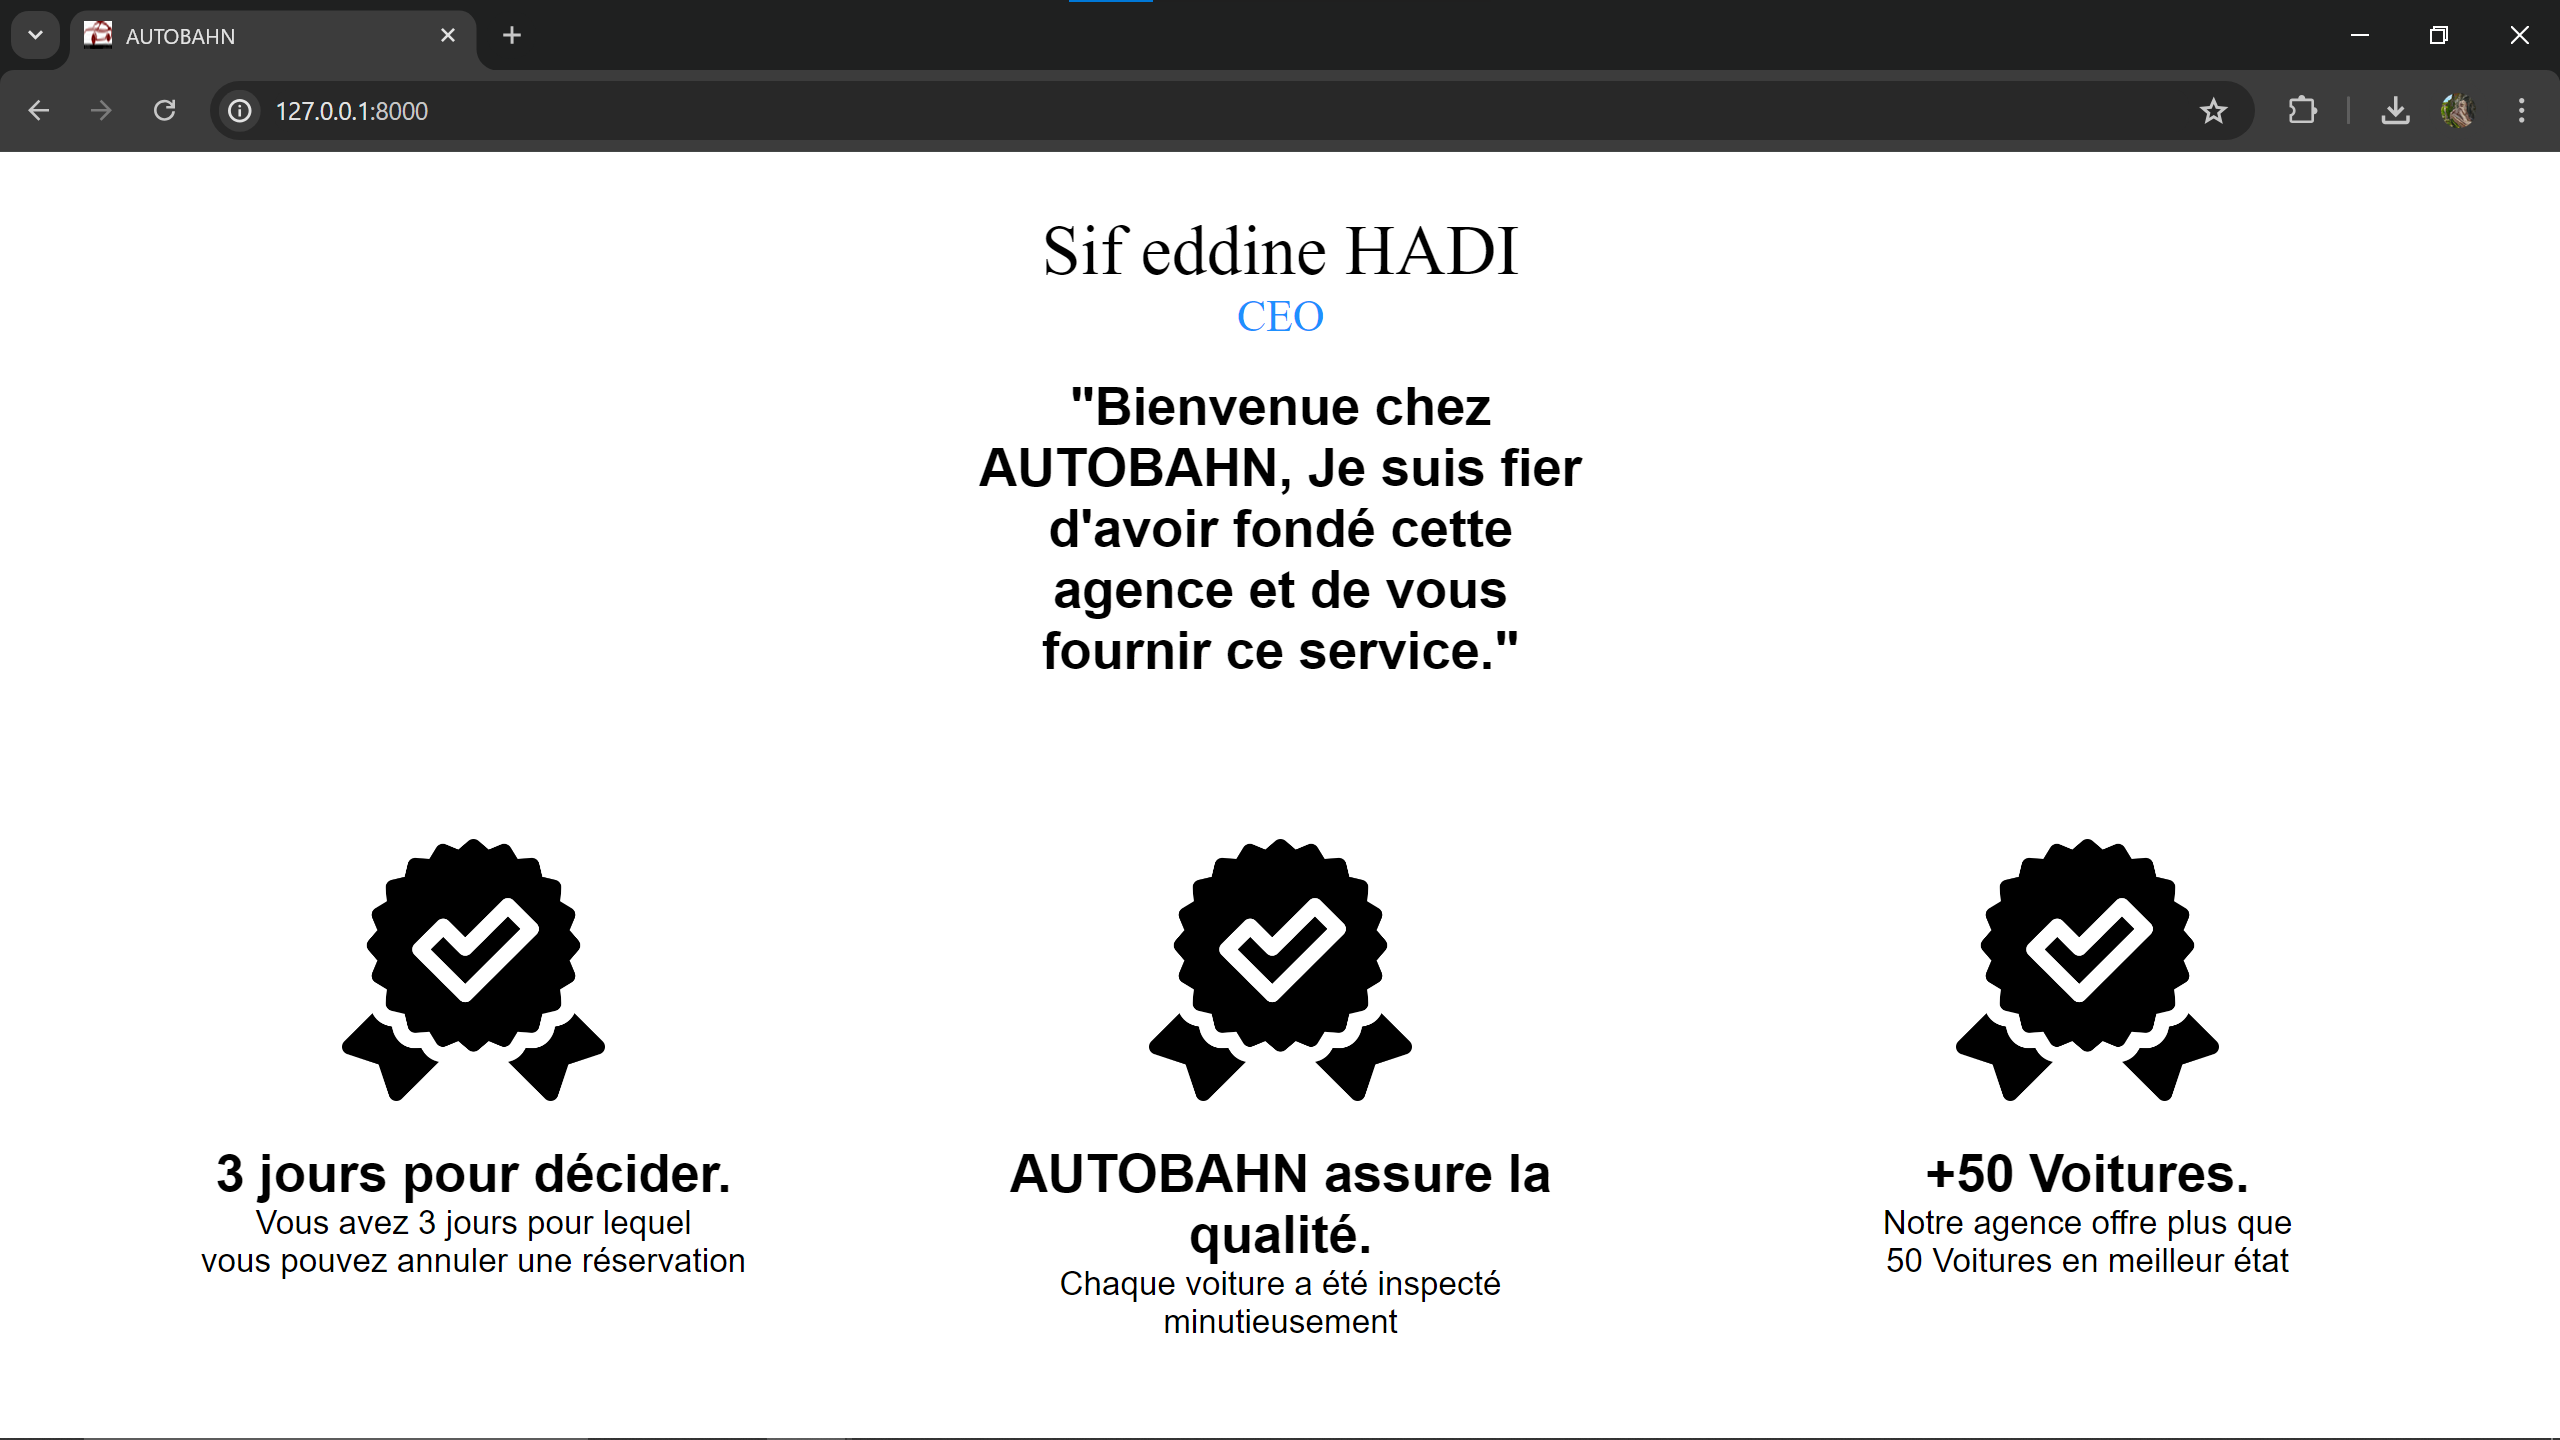 AUTOBAHN
127.0.0.1:8000
Sif eddine HADI
CEO
"Bienvenue chez
AUTOBAHN, Je suis fier
d'avoir fondé cette
agence et de vous
fournir ce service."
3 jours pour décider.
Vous avez 3 jours pour lequel
vous pouvez annuler une réservation
AUTOBAHN assure la
qualité.
Chaque voiture a été inspecté
minutieusement
+50 Voitures.
Notre agence offre plus que
50 Voitures en meilleur état